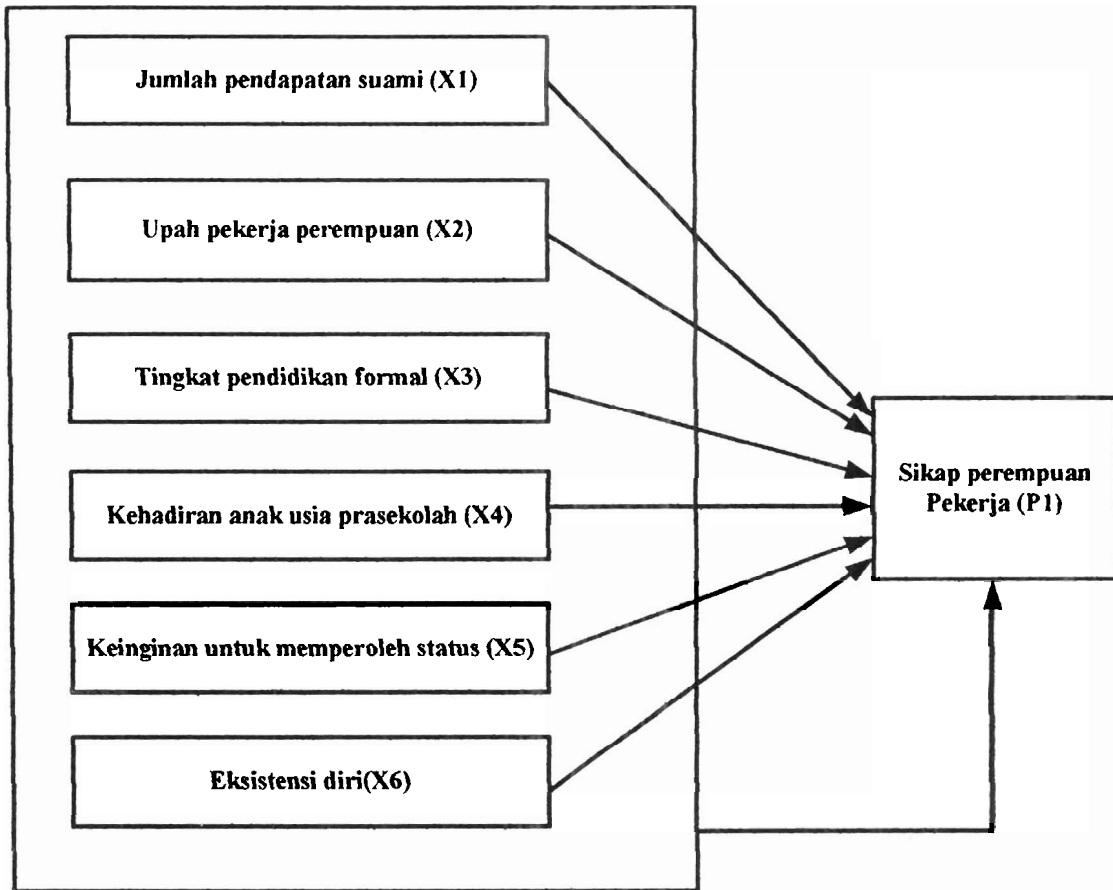 Jumlah pendapatan suami (X1)
Upah pekerja perempuan (X2)
Tingkat pendidikan formal (X3)
Kehadiran anak usia prasekolah (X4)
Keinginan untuk memperoleh status (X5)
Eksistensi diri(X6)
Sikap perempuan
Pekerja (P1)